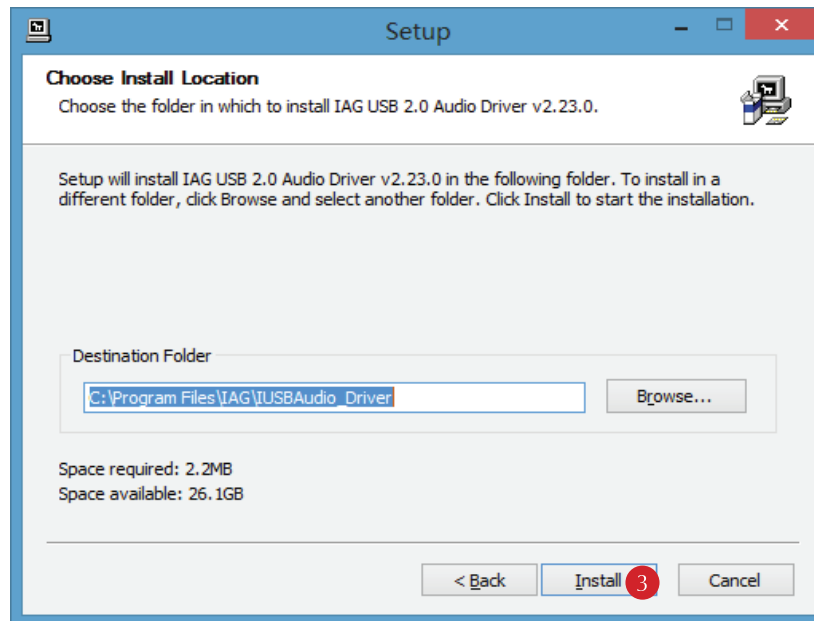 Setup
Choose Install Location
Choose the folder in which to install IAG USB 2.0 Audio Driver v2.23.0.
Setup will install IAG USB 2.0 Audio Driver v2.23.0 in the following folder. To install in a
different folder, click Browse and select another folder. Click Install to start the installation.
Destination Folder
C:\Program Files\IAG\IUSBAudio_Driver
Browse...
Space required: 2.2MB
Space available: 26.1GB
< Back
Install 3
Cancel